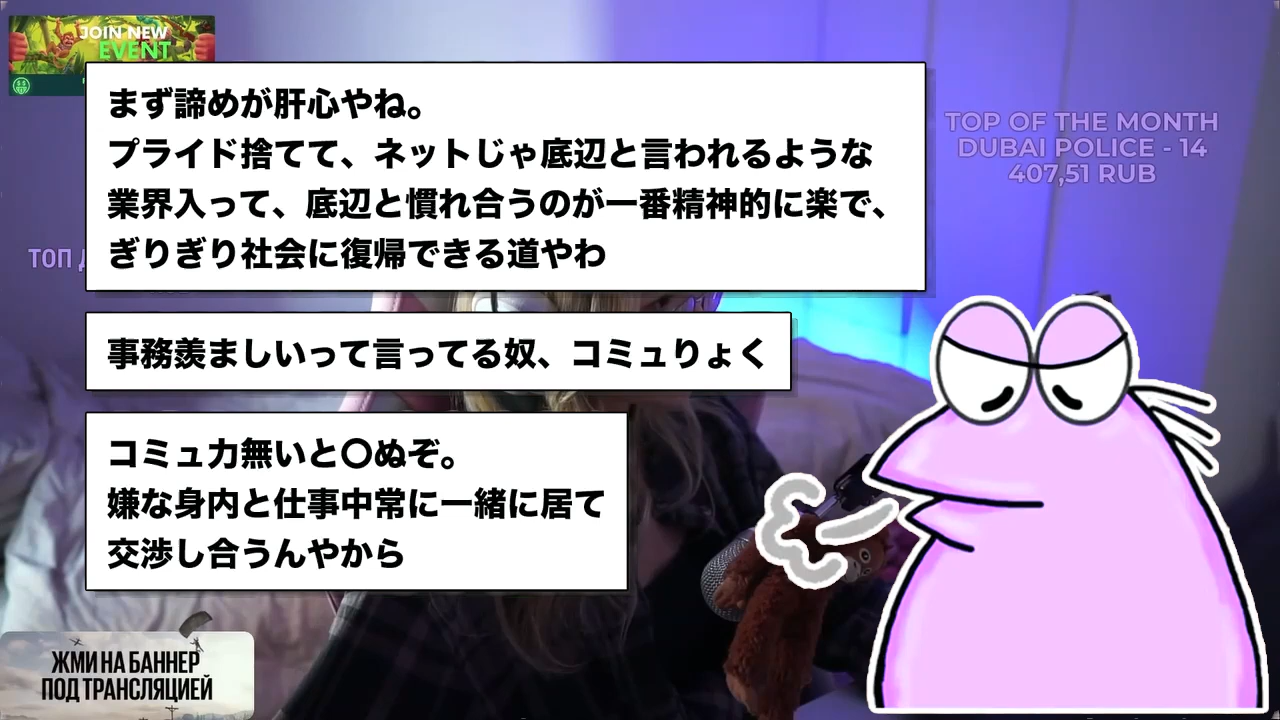 JOIN NEW
EVENT
まず諦めが肝心やね。
プライド捨てて、ネットじゃ底辺と言われるような
業界入って、底辺と慣れ合うのが一番精神的に楽で、
ぎりぎり社会に復帰できる道やわ
TOP OF THE MONTH
DUBAI POLICE - 14
407,51 RUB
ТОП
事務羨ましいって言ってる奴、コミュりょく
コミュ力無いと〇ぬぞ。
嫌な身内と仕事中常に一緒に居て
交渉し合うんやから
ЖМИ НА БАННЕР
ПОД ТРАНСЛЯЦИЕЙ